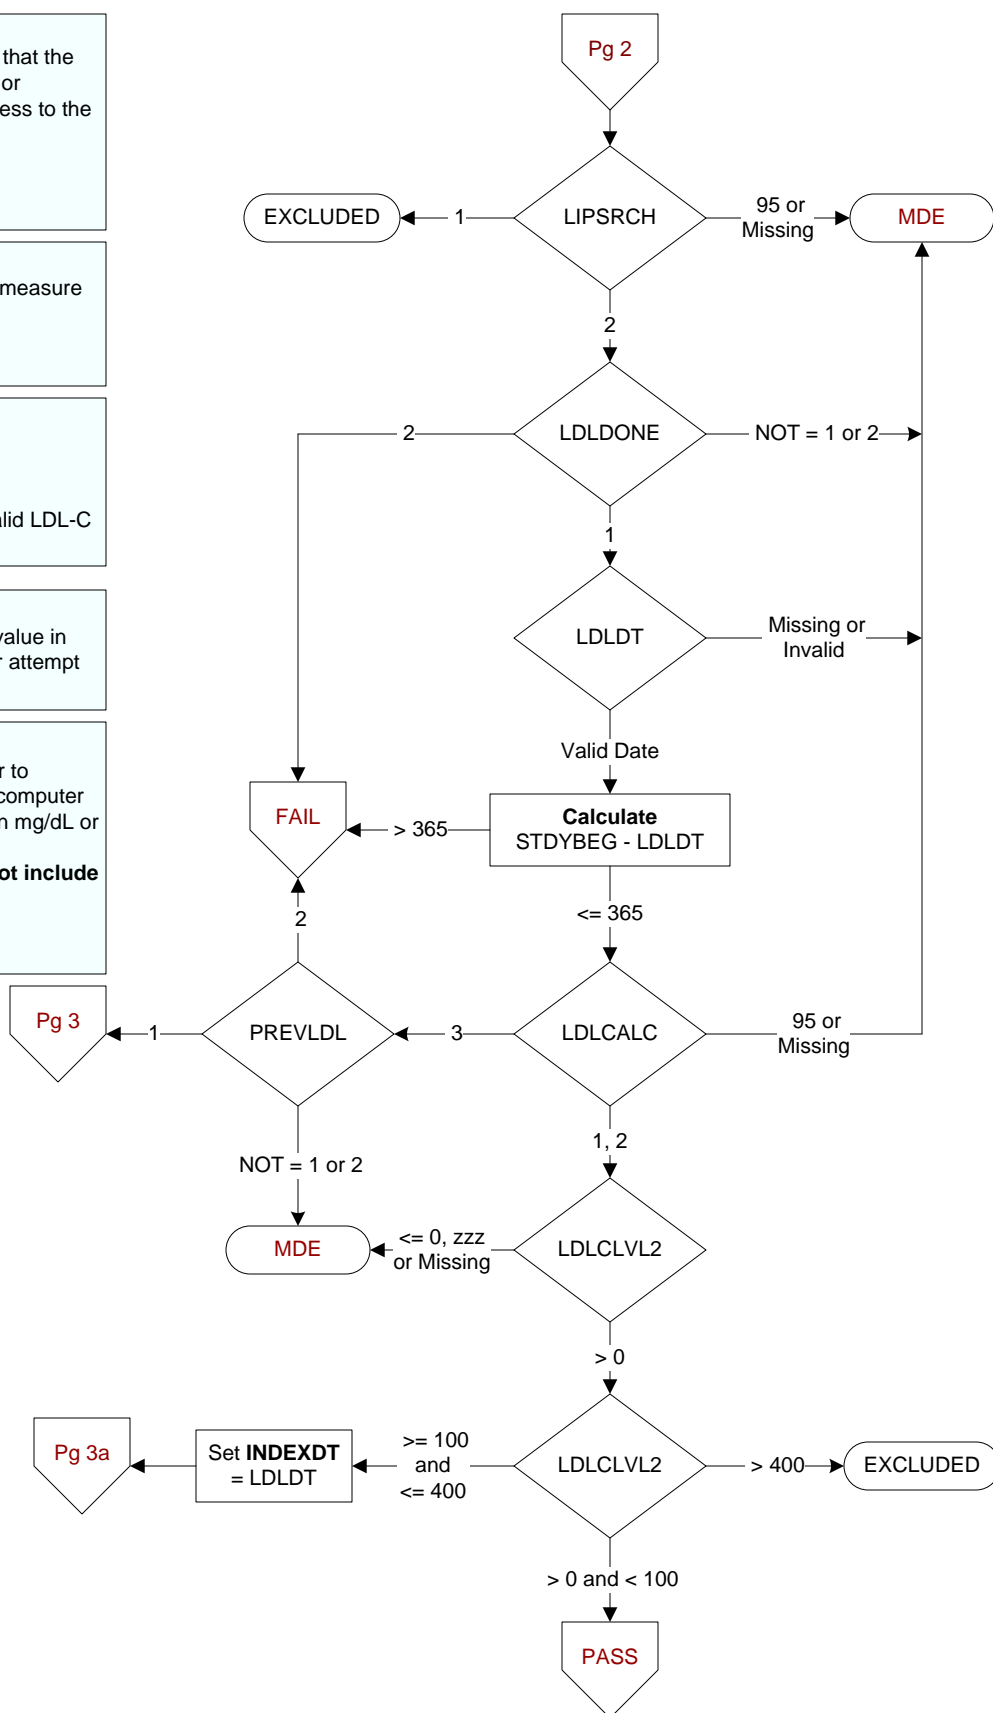 that the
or
ess to the
measure
alid LDL-C
value in
r attempt
r to
computer
n mg/dL or
ot include
Pg 2
LIPSRCH
EXCLUDED
1
95 or
Missing
MDE
2
LDLDONE
2
NOT = 1 or 2
1
LDLDT
Missing or
Invalid
Valid Date
Calculate
STDYBEG - LDLDT
> 365
FAIL
<= 365
2
LDLCALC
3
PREVLDL
1
Pg 3
95 or
Missing
NOT = 1 or 2
MDE
1, 2
LDLCLVL2
<= 0, zzz
or Missing
> 0
LDLCLVL2
>= 100
and
<= 400
Set INDEXDT
= LDLDT
Pg 3a
> 400
EXCLUDED
> 0 and < 100
PASS